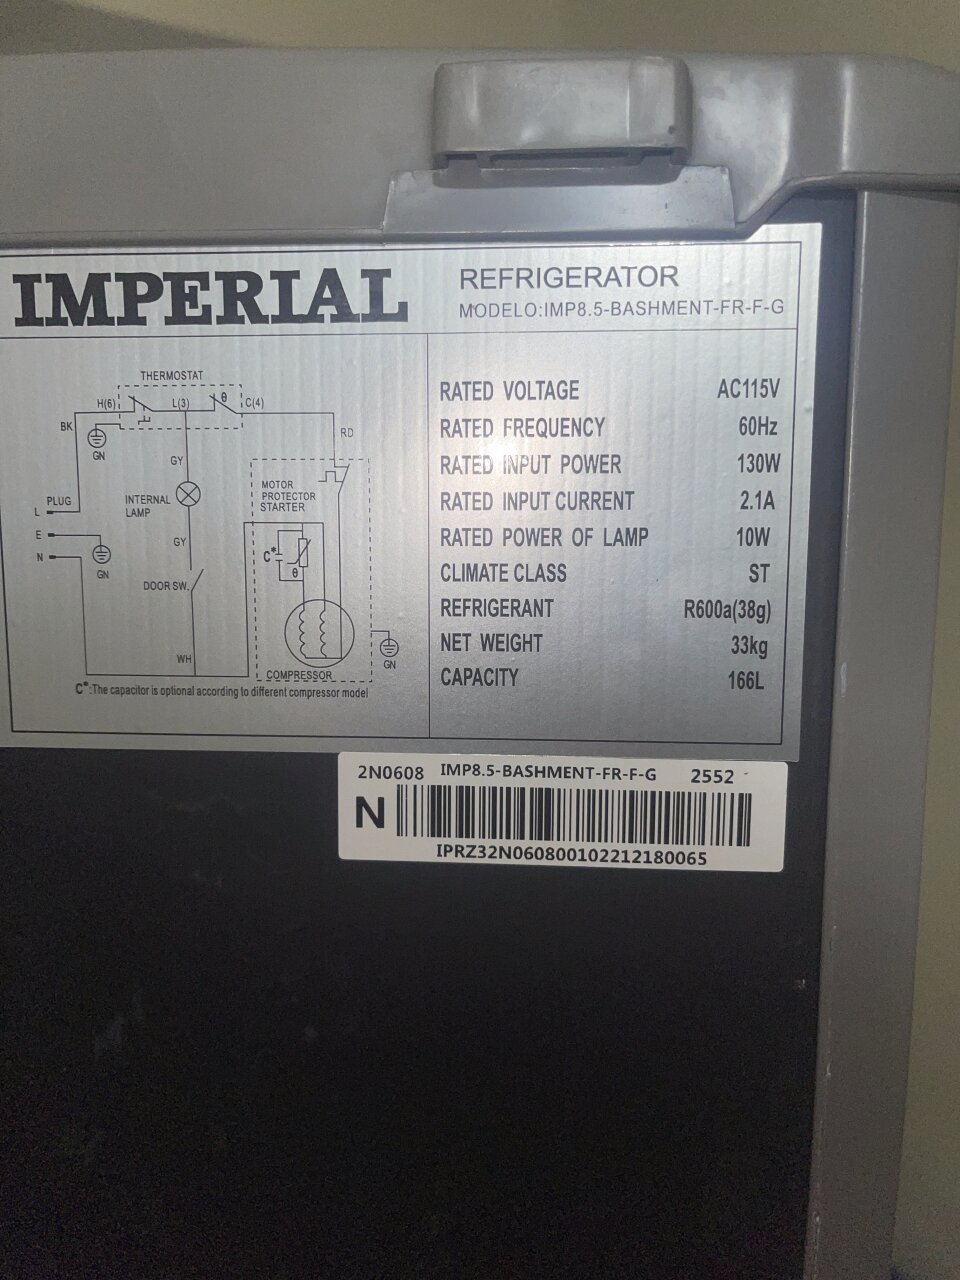 IMPERIAL
REFRIGERATOR
MODELO:IMP8.5-BASHMENT-FR-F-G
THERMOSTAT
H(6) L(3) θ C(4)
BK
GN
RD
GY
MOTOR
PROTECTOR
STARTER
PLUG
L
INTERNAL
LAMP
E
GN
GY
N
C*
θ
DOOR SW.
WH
GN
COMPRESSOR
C*:The capacitor is optional according to different compressor model
RATED VOLTAGE AC115V
RATED FREQUENCY 60Hz
RATED INPUT POWER 130W
RATED INPUT CURRENT 2.1A
RATED POWER OF LAMP 10W
CLIMATE CLASS ST
REFRIGERANT R600a(38g)
NET WEIGHT 33kg
CAPACITY 166L
2N0608 IMP8.5-BASHMENT-FR-F-G 2552
N
IPRZ32N060800102212180065